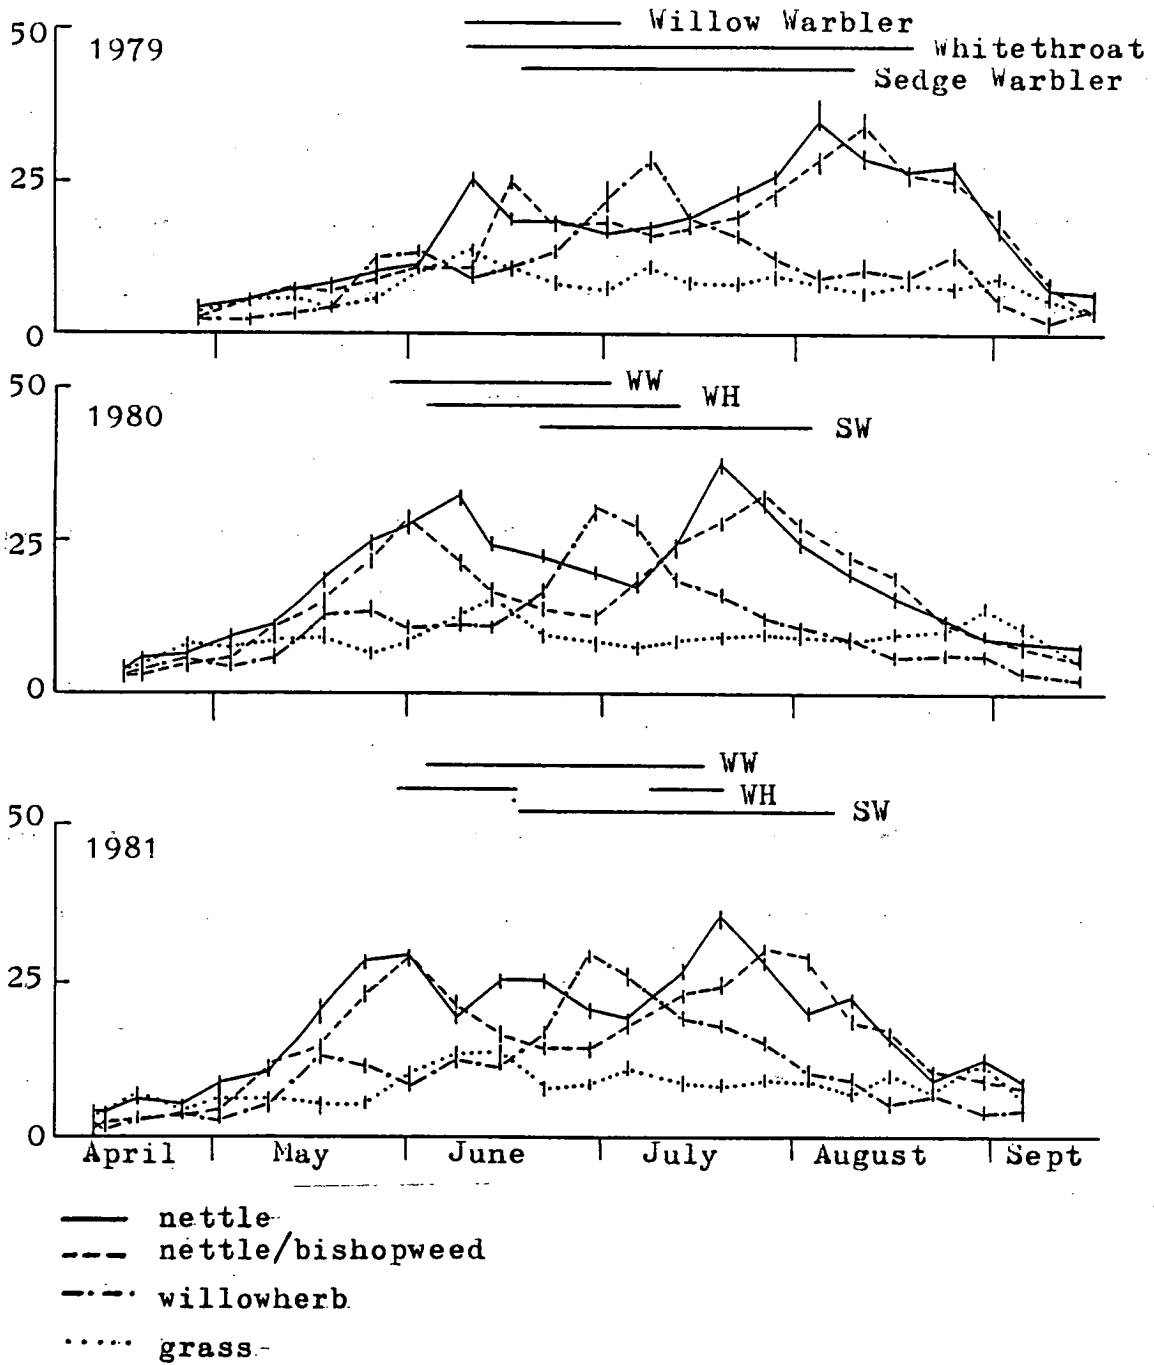 50
1979
Willow Warbler
Whitethroat
Sedge Warbler
25
0
50
1980
WW
WH
SW
25
0
WW
WH
SW
50
1981
25
0
April May June July August Sept
nettle
nettle/bishopweed
willowherb
grass